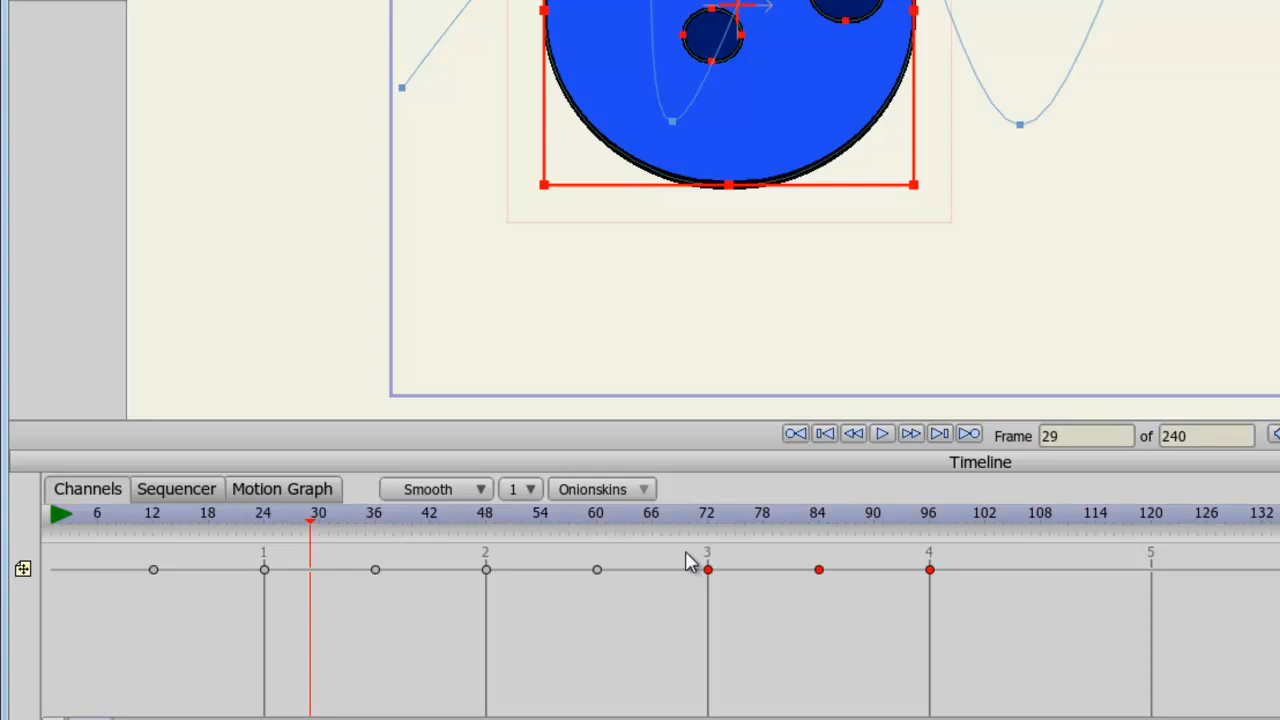 Frame 29 of 240
Timeline
Channels Sequencer Motion Graph Smooth 1 Onionskins
6 12 18 24 30 36 42 48 54 60 66 72 78 84 90 96 102 108 114 120 126 132
1 2 3 4 5